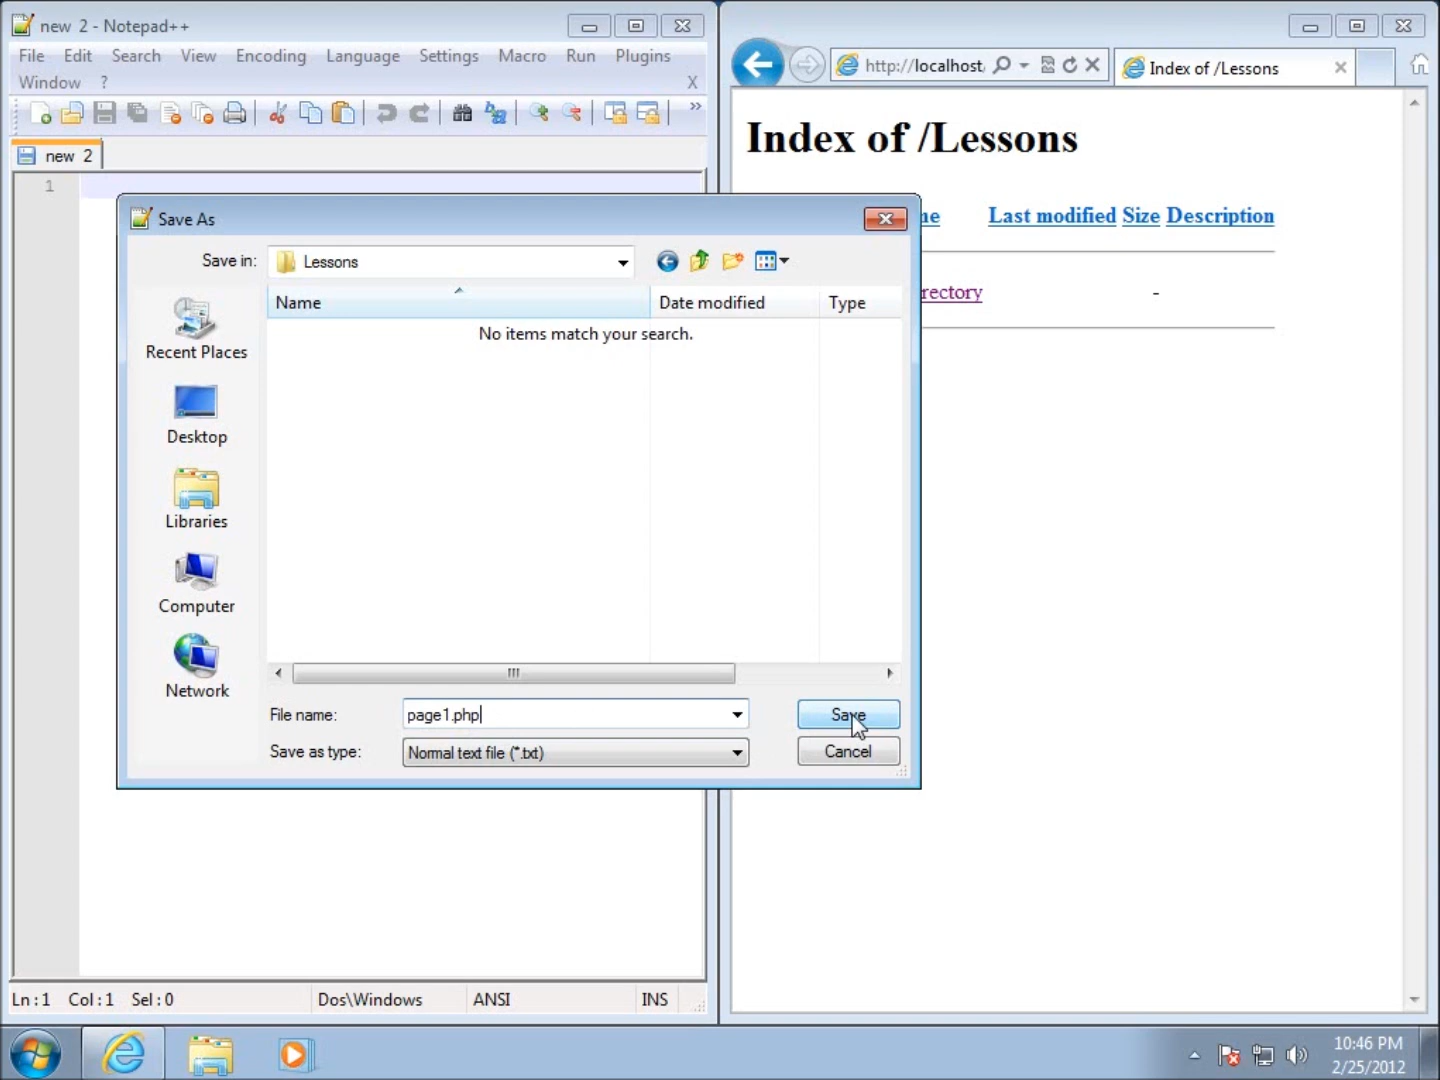 new 2 - Notepad++
File Edit Search View Encoding Language Settings Macro Run Plugins
Window ? X
new 2
1
Save As
Save in: Lessons
Name Date modified Type
No items match your search.
Recent Places
Desktop
Libraries
Computer
Network
File name: page1.php
Save as type: Normal text file (*.txt)
Save
Cancel
Ln:1 Col:1 Sel:0 Dos\Windows ANSI INS
http://localhost
Index of /Lessons
Index of /Lessons
me Last modified Size Description
rectory -
10:46 PM
2/25/2012